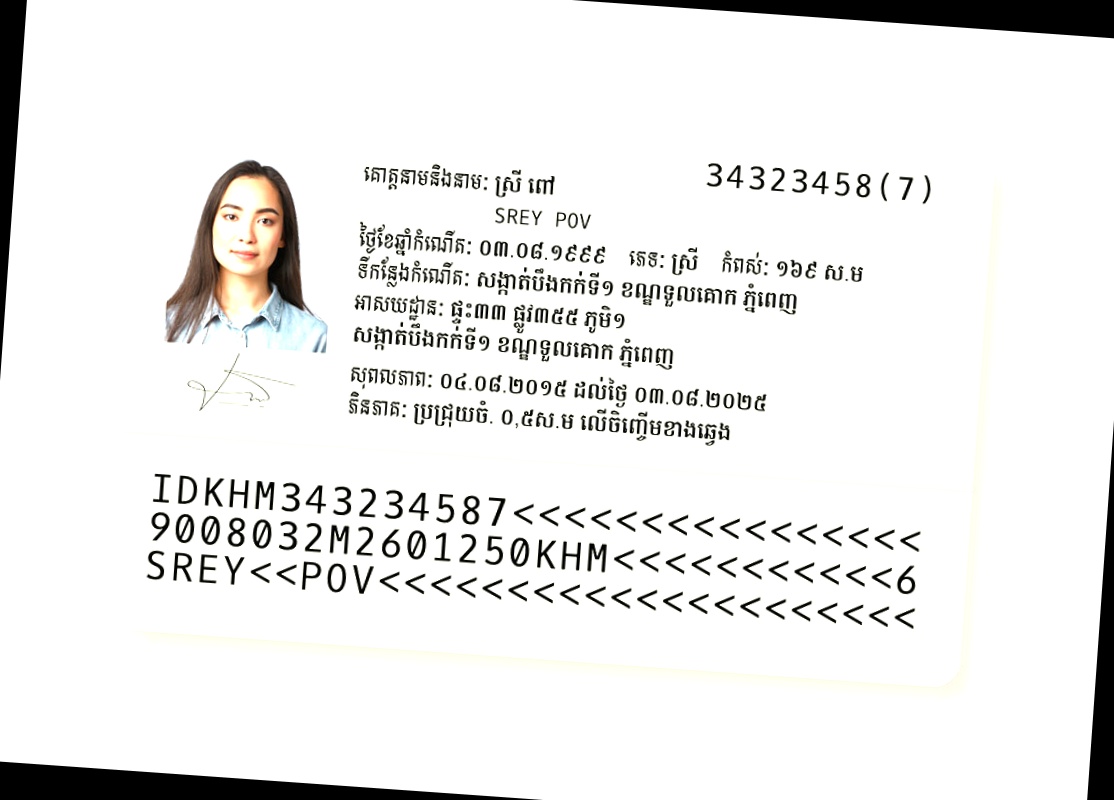 34323458(7)
គោត្តនាមនិងនាម: ស្រី ពៅ
SREY POV
ថ្ងៃខែឆ្នាំកំណើត: ០៣.០៨.១៩៩៩ ភេទ: ស្រី កំពស់: ១៦៩ ស.ម
ទីកន្លែងកំណើត: សង្កាត់បឹងកក់ទី១ ខណ្ឌទួលគោក ភ្នំពេញ
អាសយដ្ឋាន: ផ្ទះ៣៣ ផ្លូវ៣៥៥ ភូមិ១
សង្កាត់បឹងកក់ទី១ ខណ្ឌទួលគោក ភ្នំពេញ
សុពលភាព: ០៤.០៨.២០១៥ ដល់ថ្ងៃ ០៣.០៨.២០២៥
ភិនភាគ: ប្រជ្រុយចំ. ០,៥ស.ម លើចិញ្ចើមខាងឆ្វេង
IDKHM343234587<<<<<<<<<<<<<<<<
9008032M2601250KHM<<<<<<<<<<<6
SREY<<POV<<<<<<<<<<<<<<<<<<<<<